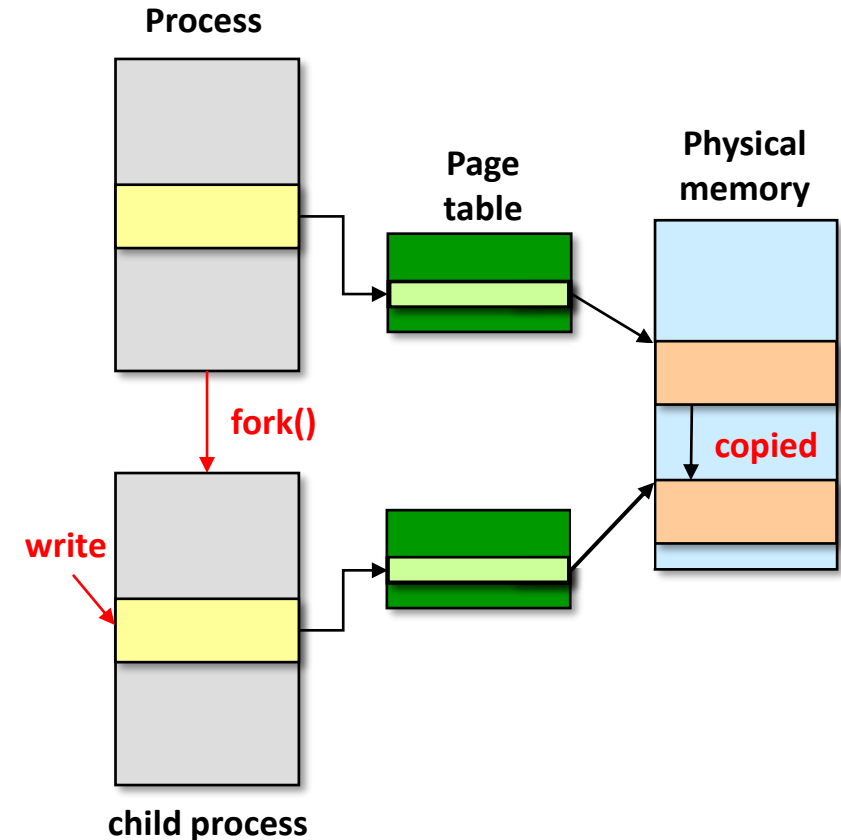 Process
Page
table
Physical
memory
fork()
copied
write
child process